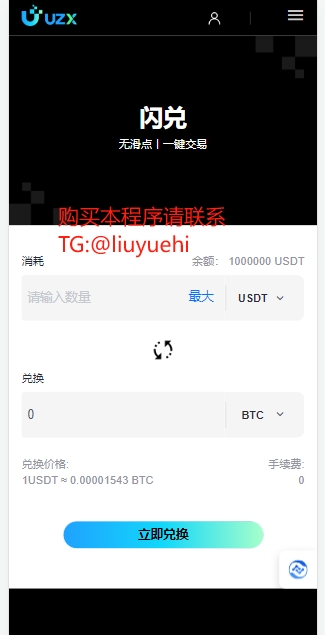 UZX
闪兑
无滑点丨一键交易
购买本程序请联系
TG:@liuyuehi
消耗 余额: 1000000 USDT
请输入数量 最大 USDT
兑换
0 BTC
兑换价格: 手续费:
1USDT ≈ 0.00001543 BTC 0
立即兑换